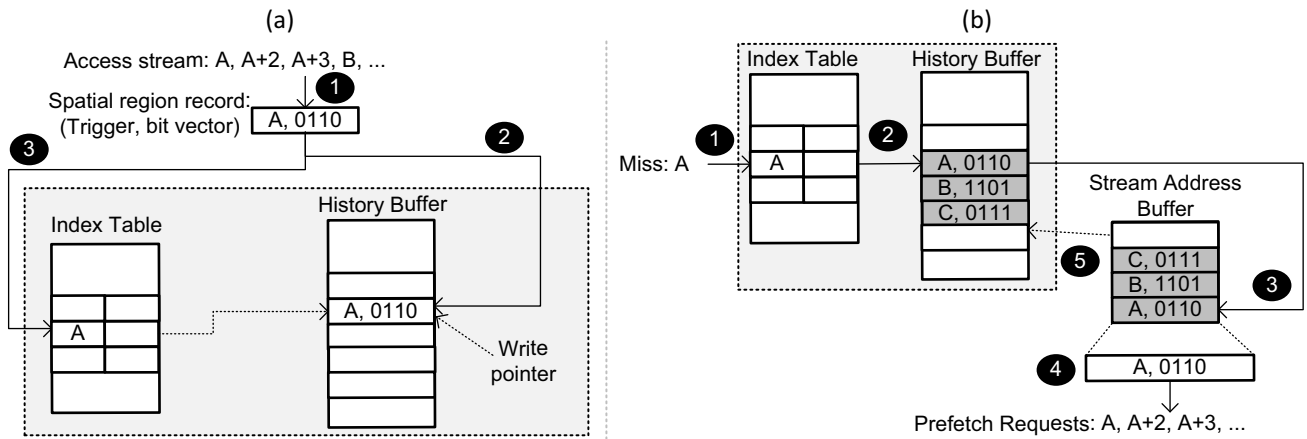 (a)
Access stream: A, A+2, A+3, B, ...
1
Spatial region record:
(Trigger, bit vector)
A, 0110
3
2
Index Table
History Buffer
A
A, 0110
Write
pointer
(b)
Index Table
History Buffer
1
2
Miss: A
A
A, 0110
B, 1101
C, 0111
Stream Address
Buffer
5
C, 0111
B, 1101
A, 0110
3
4
A, 0110
Prefetch Requests: A, A+2, A+3, ...